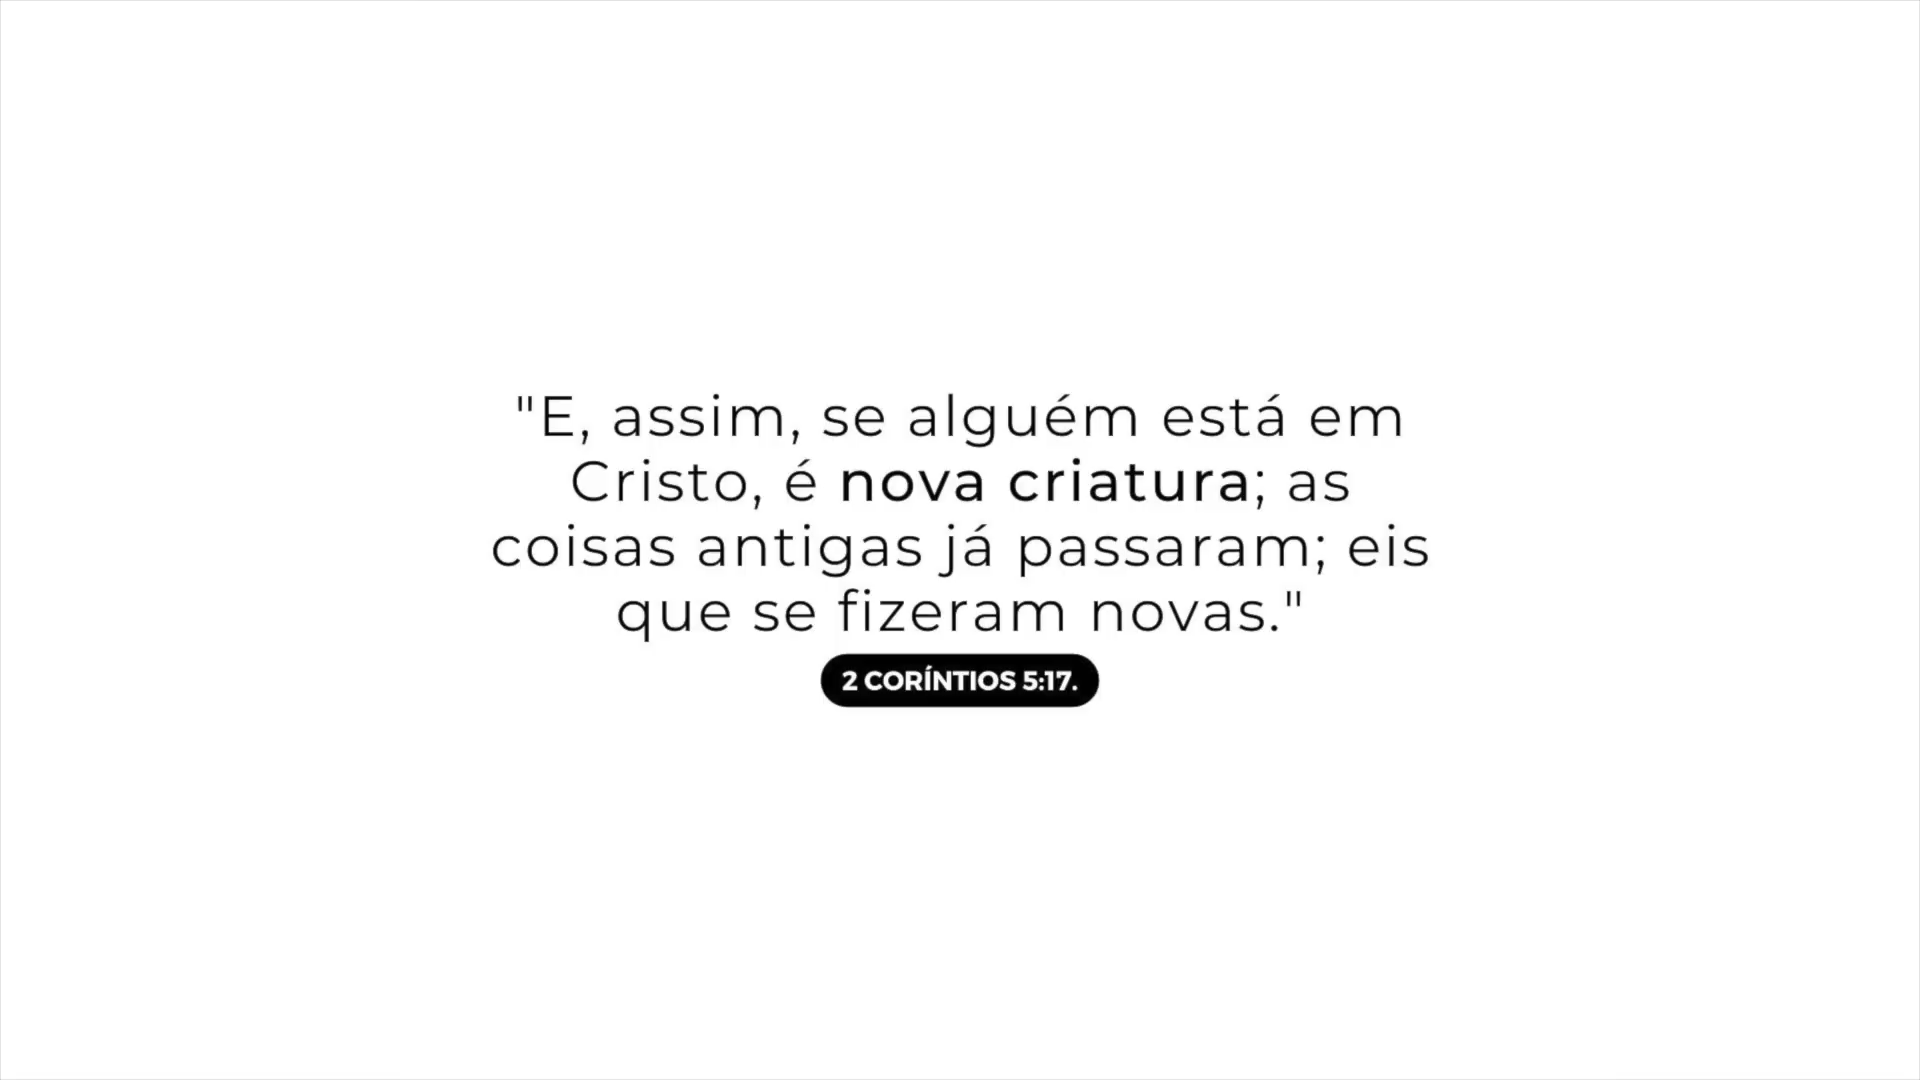 "E, assim, se alguém está em
Cristo, é nova criatura; as
coisas antigas já passaram; eis
que se fizeram novas."
2 CORÍNTIOS 5:17.